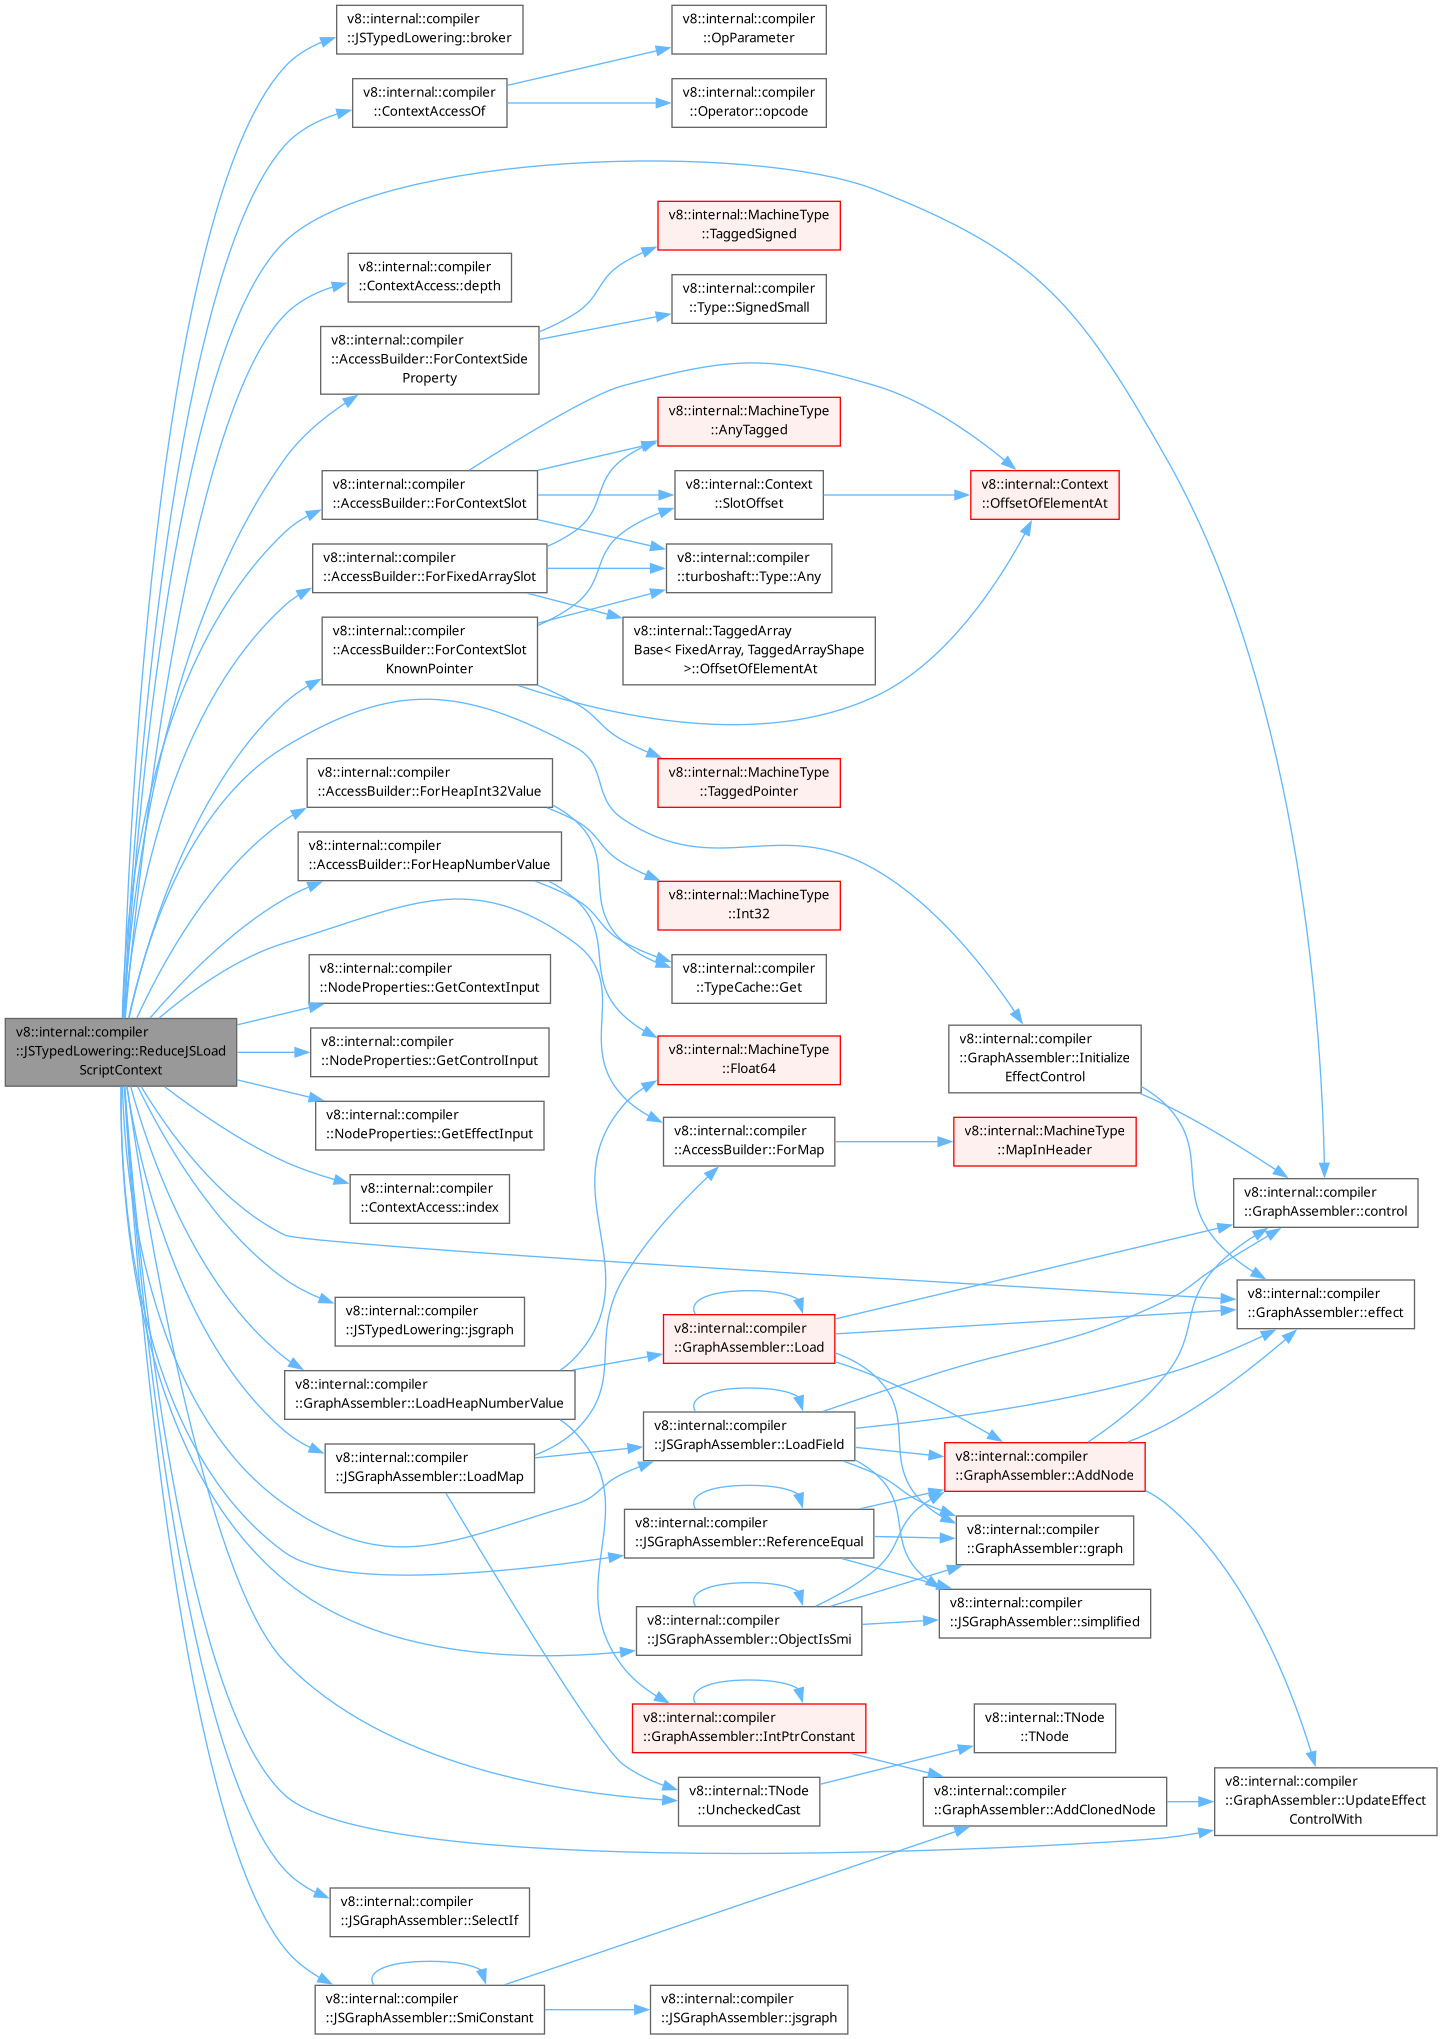 v8::internal::compiler
::JSTypedLowering::ReduceJSLoad
ScriptContext
v8::internal::compiler
::JSTypedLowering::broker
v8::internal::compiler
::ContextAccessOf
v8::internal::compiler
::OpParameter
v8::internal::compiler
::Operator::opcode
v8::internal::compiler
::ContextAccess::depth
v8::internal::compiler
::AccessBuilder::ForContextSide
Property
v8::internal::MachineType
::TaggedSigned
v8::internal::compiler
::Type::SignedSmall
v8::internal::compiler
::AccessBuilder::ForContextSlot
v8::internal::MachineType
::AnyTagged
v8::internal::Context
::SlotOffset
v8::internal::Context
::OffsetOfElementAt
v8::internal::compiler
::AccessBuilder::ForFixedArraySlot
v8::internal::compiler
::turboshaft::Type::Any
v8::internal::TaggedArray
Base< FixedArray, TaggedArrayShape
>::OffsetOfElementAt
v8::internal::compiler
::AccessBuilder::ForContextSlot
KnownPointer
v8::internal::MachineType
::TaggedPointer
v8::internal::compiler
::AccessBuilder::ForHeapInt32Value
v8::internal::compiler
::AccessBuilder::ForHeapNumberValue
v8::internal::MachineType
::Int32
v8::internal::compiler
::TypeCache::Get
v8::internal::MachineType
::Float64
v8::internal::compiler
::NodeProperties::GetContextInput
v8::internal::compiler
::NodeProperties::GetControlInput
v8::internal::compiler
::NodeProperties::GetEffectInput
v8::internal::compiler
::ContextAccess::index
v8::internal::compiler
::AccessBuilder::ForMap
v8::internal::MachineType
::MapInHeader
v8::internal::compiler
::GraphAssembler::Initialize
EffectControl
v8::internal::compiler
::GraphAssembler::control
v8::internal::compiler
::GraphAssembler::effect
v8::internal::compiler
::JSTypedLowering::jsgraph
v8::internal::compiler
::GraphAssembler::LoadHeapNumberValue
v8::internal::compiler
::GraphAssembler::Load
v8::internal::compiler
::JSGraphAssembler::LoadMap
v8::internal::compiler
::JSGraphAssembler::LoadField
v8::internal::compiler
::GraphAssembler::AddNode
v8::internal::compiler
::JSGraphAssembler::ReferenceEqual
v8::internal::compiler
::GraphAssembler::graph
v8::internal::compiler
::JSGraphAssembler::ObjectIsSmi
v8::internal::compiler
::JSGraphAssembler::simplified
v8::internal::compiler
::GraphAssembler::IntPtrConstant
v8::internal::TNode
::TNode
v8::internal::TNode
::UncheckedCast
v8::internal::compiler
::GraphAssembler::AddClonedNode
v8::internal::compiler
::GraphAssembler::UpdateEffect
ControlWith
v8::internal::compiler
::JSGraphAssembler::SelectIf
v8::internal::compiler
::JSGraphAssembler::SmiConstant
v8::internal::compiler
::JSGraphAssembler::jsgraph